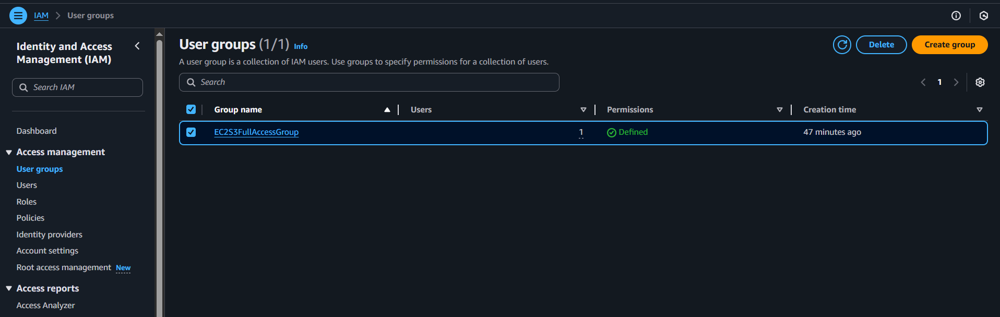 IAM > User groups
Identity and Access
Management (IAM)
Search IAM
Dashboard
Access management
User groups
Users
Roles
Policies
Identity providers
Account settings
Root access management New
Access reports
Access Analyzer
User groups (1/1) Info
Delete
Create group
A user group is a collection of IAM users. Use groups to specify permissions for a collection of users.
Search
1
Group name Users Permissions Creation time
EC2S3FullAccessGroup 1 Defined 47 minutes ago